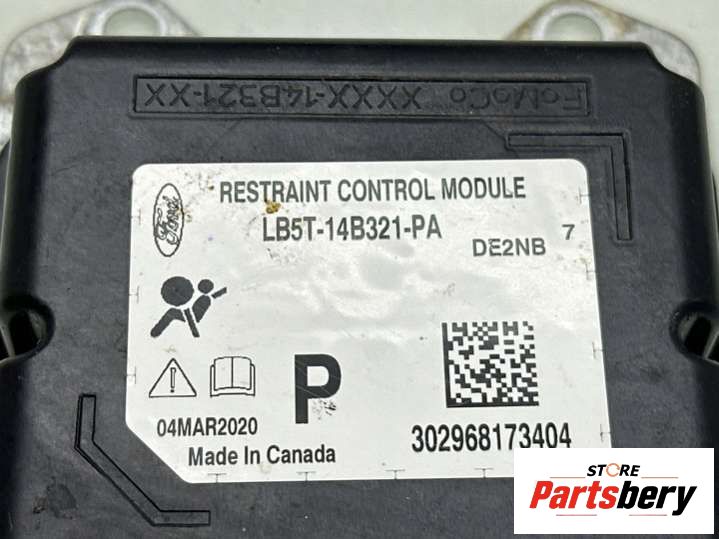 FoMoCo XXXX-14B321-XX
Ford
RESTRAINT CONTROL MODULE
LB5T-14B321-PA
DE2NB 7
P
04MAR2020
Made In Canada
302968173404
STORE
Partsbery